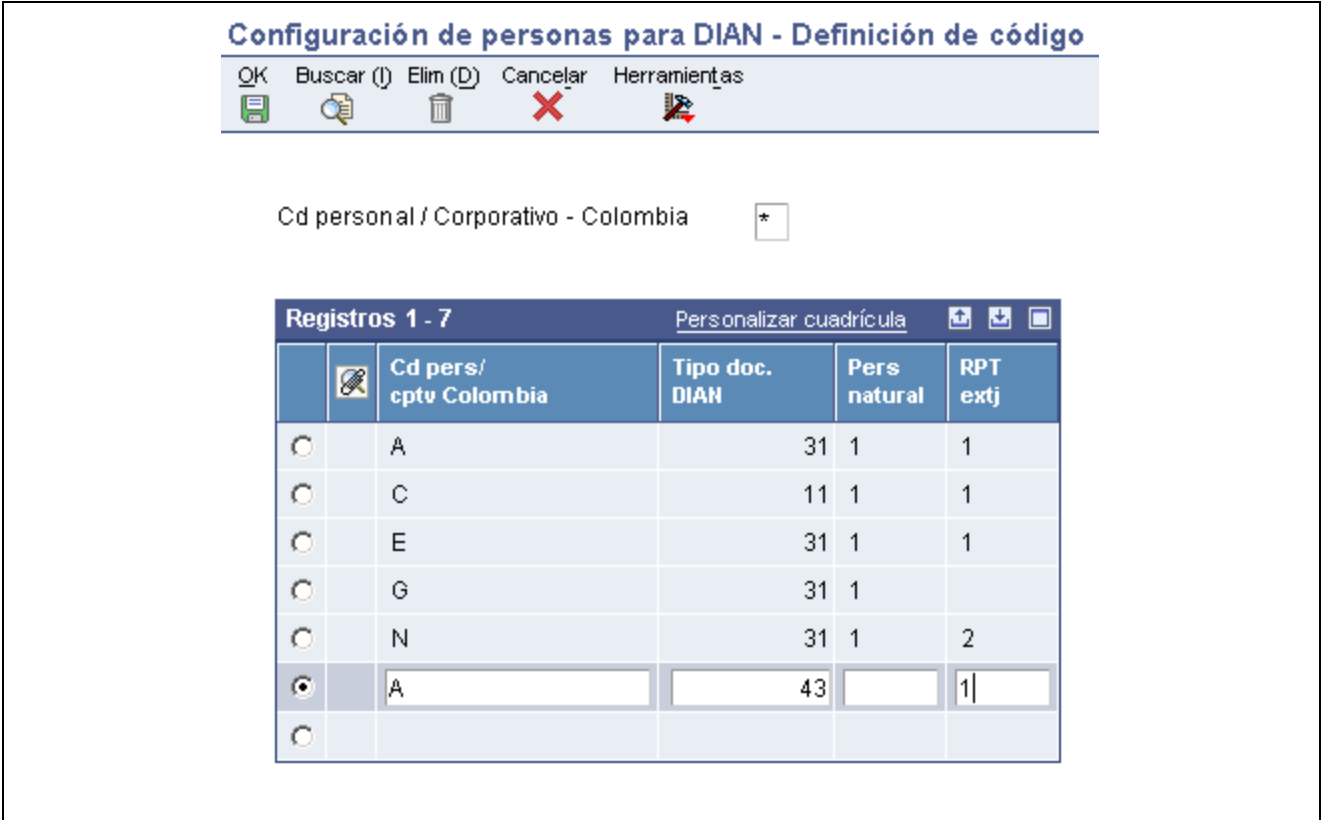 Configuración de personas para DIAN - Definición de código
OK Buscar (I) Elim (D) Cancelar Herramientas
Cd personal / Corporativo - Colombia *
Registros 1 - 7 Personalizar cuadrícula
Cd pers/ Tipo doc. Pers RPT
cptv Colombia DIAN natural extj
A 31 1 1
C 11 1 1
E 31 1 1
G 31 1
N 31 1 2
A 43 1